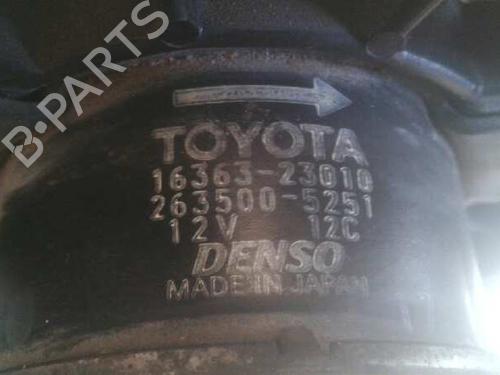 B-PARTS
TOYOTA
16363-23010
263500-5251
12V 12C
DENSO
MADE IN JAPAN